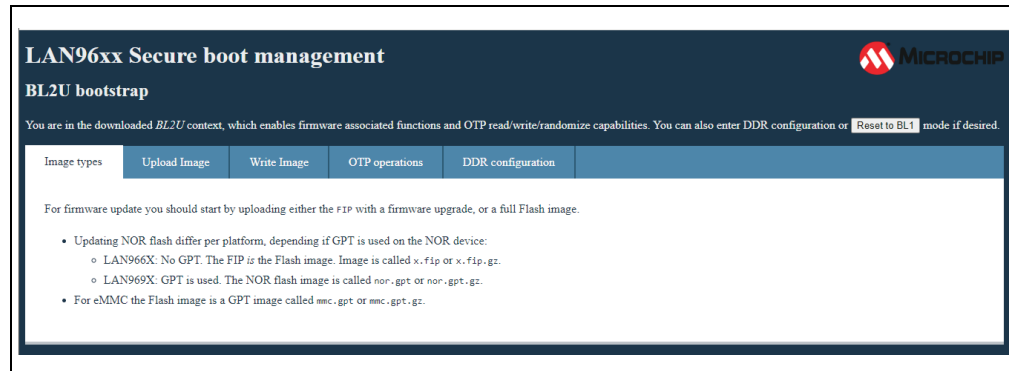 LAN96xx Secure boot management
MICROCHIP
BL2U bootstrap
You are in the downloaded BL2U context, which enables firmware associated functions and OTP read/write/randomize capabilities. You can also enter DDR configuration or Reset to BL1 mode if desired.
Image types Upload Image Write Image OTP operations DDR configuration
For firmware update you should start by uploading either the FIP with a firmware upgrade, or a full Flash image.
• Updating NOR flash differ per platform, depending if GPT is used on the NOR device:
◦ LAN966X: No GPT. The FIP is the Flash image. Image is called x.fip or x.fip.gz.
◦ LAN969X: GPT is used. The NOR flash image is called nor.gpt or nor.gpt.gz.
• For eMMC the Flash image is a GPT image called mmc.gpt or mmc.gpt.gz.